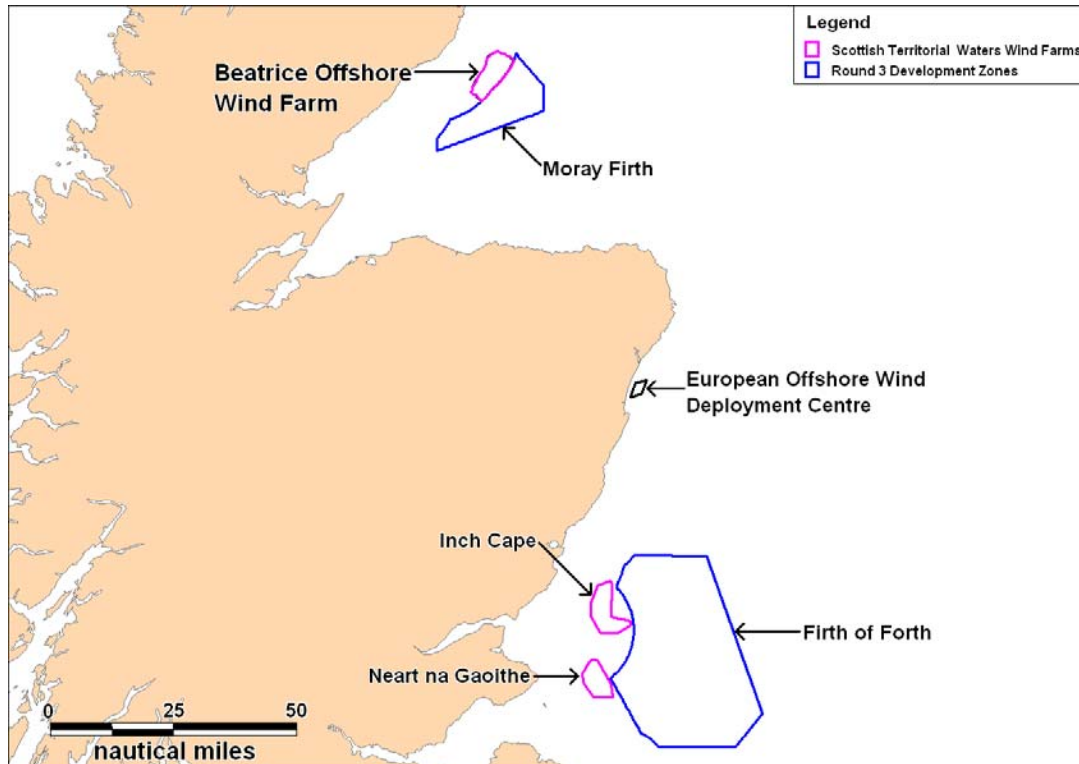 Legend
Scottish Territorial Waters Wind Farms
Round 3 Development Zones
Beatrice Offshore
Wind Farm
Moray Firth
European Offshore Wind
Deployment Centre
Inch Cape
Firth of Forth
Neart na Gaoithe
0 25 50
nautical miles